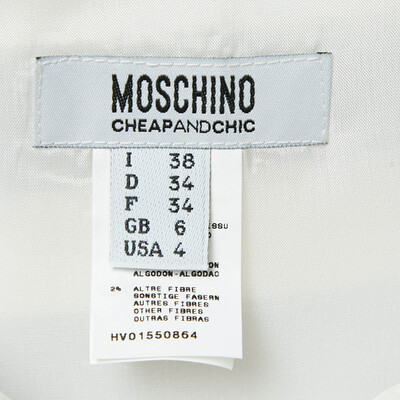 MOSCHINO
CHEAPANDCHIC
I 38
D 34
F 34
GB 6
USA 4
ALGODON-ALGODAO
2% ALTRE FIBRE
SONSTIGE FASERN
AUTRES FIBRES
OTHER FIBRES
OUTRAS FIBRAS
HV01550864